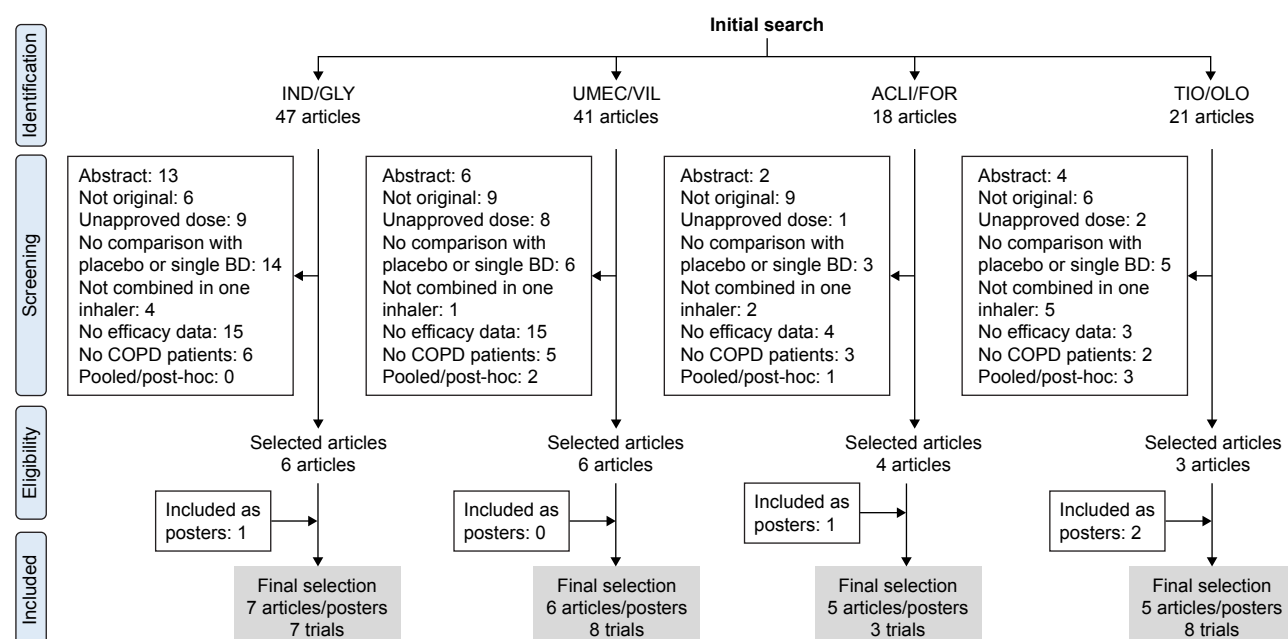 Initial search
Identification
IND/GLY
47 articles
UMEC/VIL
41 articles
ACLI/FOR
18 articles
TIO/OLO
21 articles
Screening
Abstract: 13
Not original: 6
Unapproved dose: 9
No comparison with
placebo or single BD: 14
Not combined in one
inhaler: 4
No efficacy data: 15
No COPD patients: 6
Pooled/post-hoc: 0
Abstract: 6
Not original: 9
Unapproved dose: 8
No comparison with
placebo or single BD: 6
Not combined in one
inhaler: 1
No efficacy data: 15
No COPD patients: 5
Pooled/post-hoc: 2
Abstract: 2
Not original: 9
Unapproved dose: 1
No comparison with
placebo or single BD: 3
Not combined in one
inhaler: 2
No efficacy data: 4
No COPD patients: 3
Pooled/post-hoc: 1
Abstract: 4
Not original: 6
Unapproved dose: 2
No comparison with
placebo or single BD: 5
Not combined in one
inhaler: 5
No efficacy data: 3
No COPD patients: 2
Pooled/post-hoc: 3
Eligibility
Selected articles
6 articles
Selected articles
6 articles
Selected articles
4 articles
Selected articles
3 articles
Included as
posters: 1
Included as
posters: 0
Included as
posters: 1
Included as
posters: 2
Included
Final selection
7 articles/posters
7 trials
Final selection
6 articles/posters
8 trials
Final selection
5 articles/posters
3 trials
Final selection
5 articles/posters
8 trials